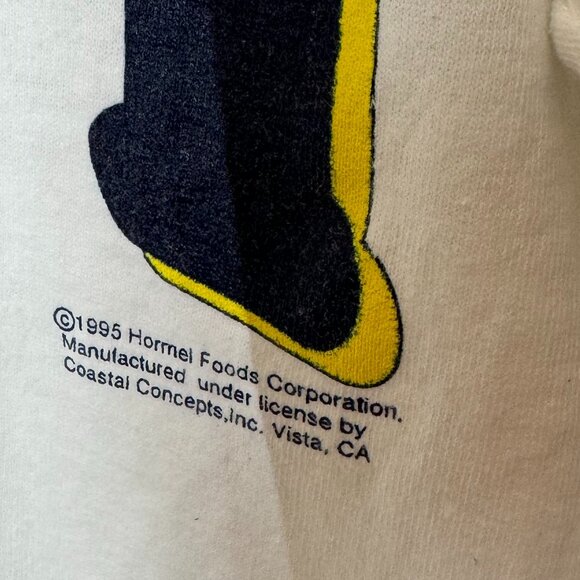 ©1995 Hormel Foods Corporation.
Manufactured under license by
Coastal Concepts,Inc. Vista, CA